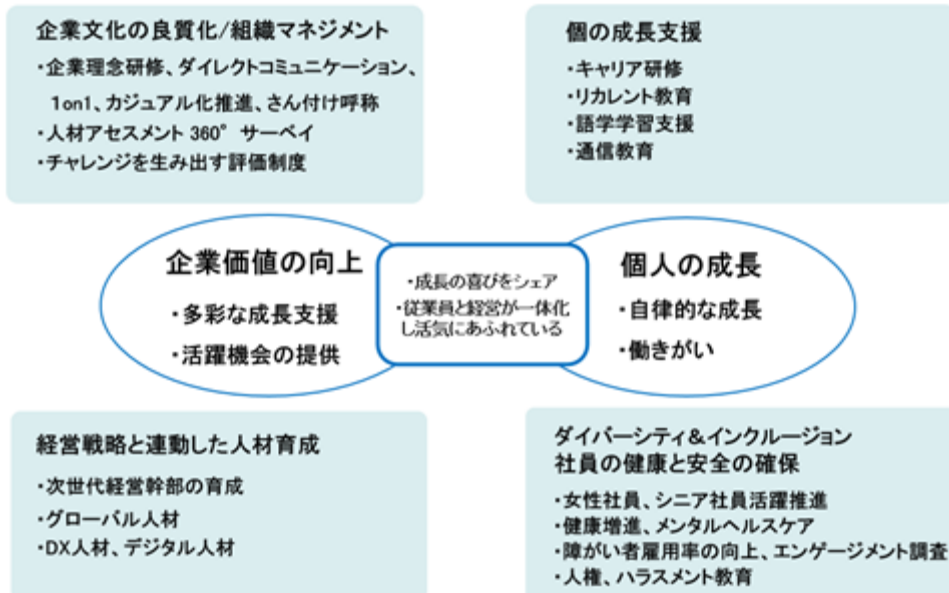 企業文化の良質化/組織マネジメント
・企業理念研修、ダイレクトコミュニケーション、
1on1、カジュアル化推進、さん付け呼称
・人材アセスメント 360° サーベイ
・チャレンジを生み出す評価制度
個の成長支援
・キャリア研修
・リカレント教育
・語学学習支援
・通信教育
企業価値の向上
・多彩な成長支援
・活躍機会の提供
・成長の喜びをシェア
・従業員と経営が一体化
し活気にあふれている
個人の成長
・自律的な成長
・働きがい
経営戦略と連動した人材育成
・次世代経営幹部の育成
・グローバル人材
・DX人材、デジタル人材
ダイバーシティ&インクルージョン
社員の健康と安全の確保
・女性社員、シニア社員活躍推進
・健康増進、メンタルヘルスケア
・障がい者雇用率の向上、エンゲージメント調査
・人権、ハラスメント教育